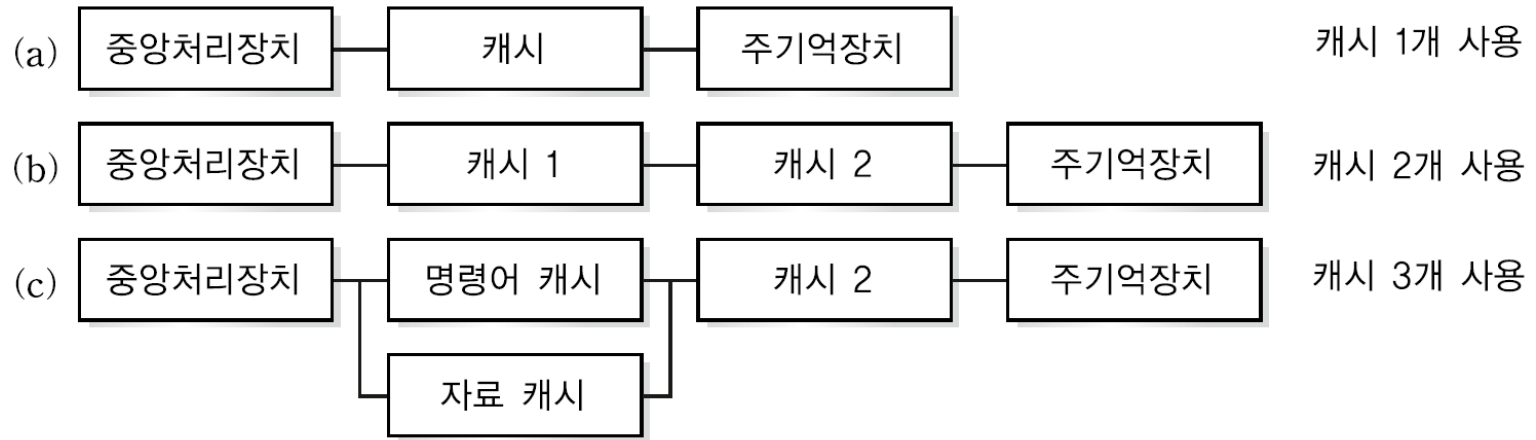 (a) 중앙처리장치 캐시 주기억장치 캐시 1개 사용
(b) 중앙처리장치 캐시 1 캐시 2 주기억장치 캐시 2개 사용
(c) 중앙처리장치 명령어 캐시 캐시 2 주기억장치 캐시 3개 사용
자료 캐시